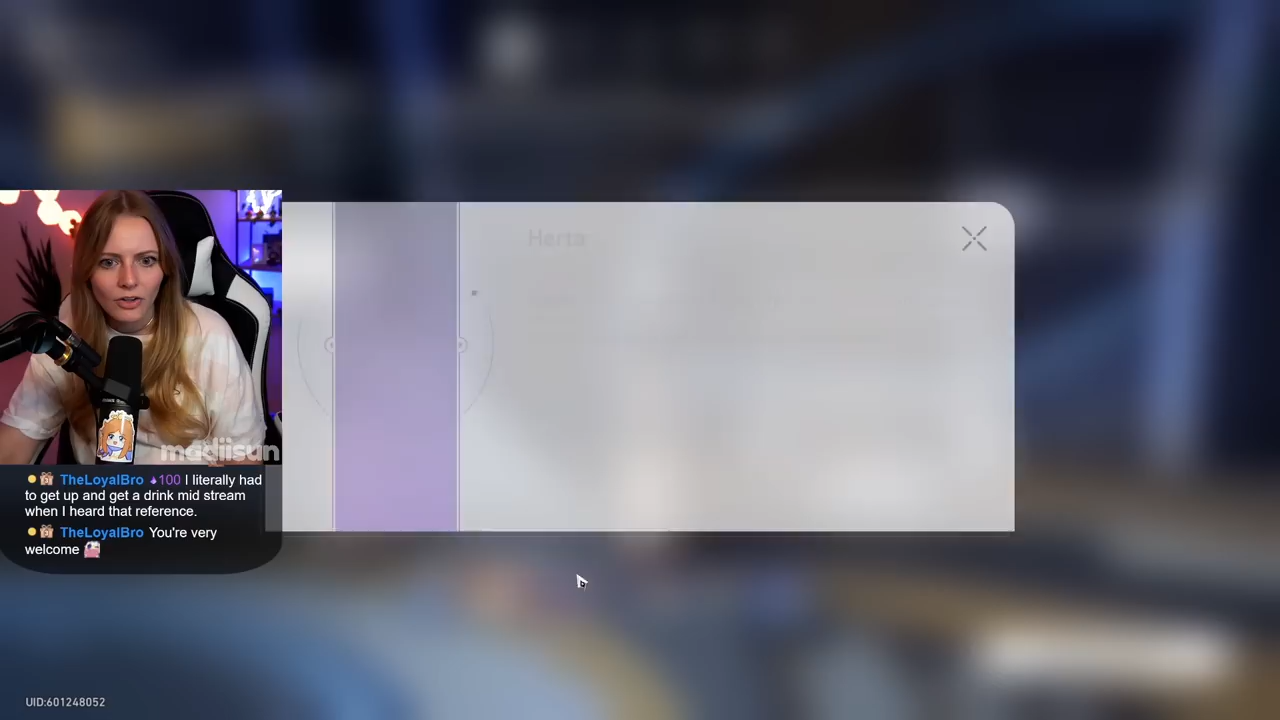 Herta
madiisun
TheLoyalBro 100 I literally had
to get up and get a drink mid stream
when I heard that reference.
TheLoyalBro You're very
welcome
UID:601248052